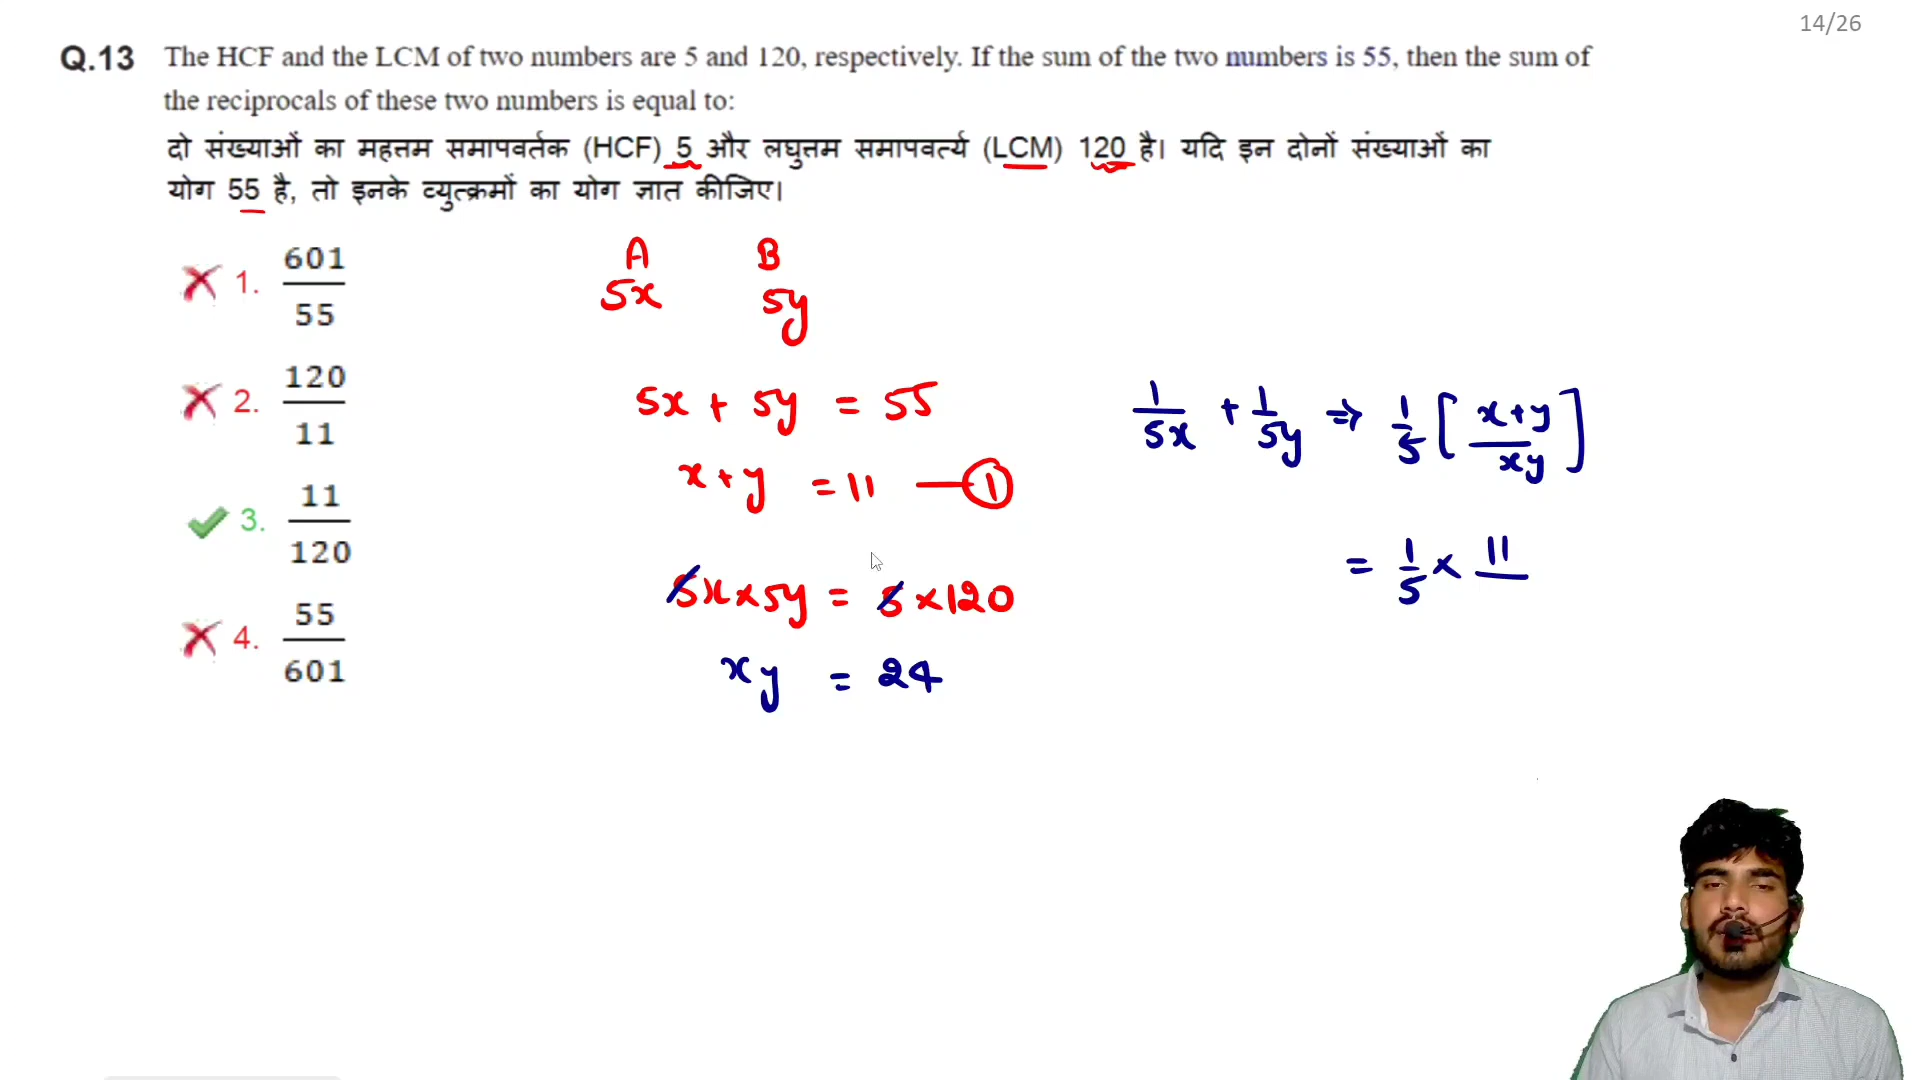 14/26
Q.13 The HCF and the LCM of two numbers are 5 and 120, respectively. If the sum of the two numbers is 55, then the sum of
the reciprocals of these two numbers is equal to:
दो संख्याओं का महत्तम समापवर्तक (HCF) 5 और लघुत्तम समापवर्त्य (LCM) 120 है। यदि इन दोनों संख्याओं का
योग 55 है, तो इनके व्युत्क्रमों का योग ज्ञात कीजिए।
1. 601/55
2. 120/11
3. 11/120
4. 55/601
A B
5x 5y
5x + 5y = 55
x + y = 11 — 1
5x × 5y = 5 × 120
xy = 24
1/5x + 1/5y ⇒ 1/5 [x+y/xy]
= 1/5 × 11